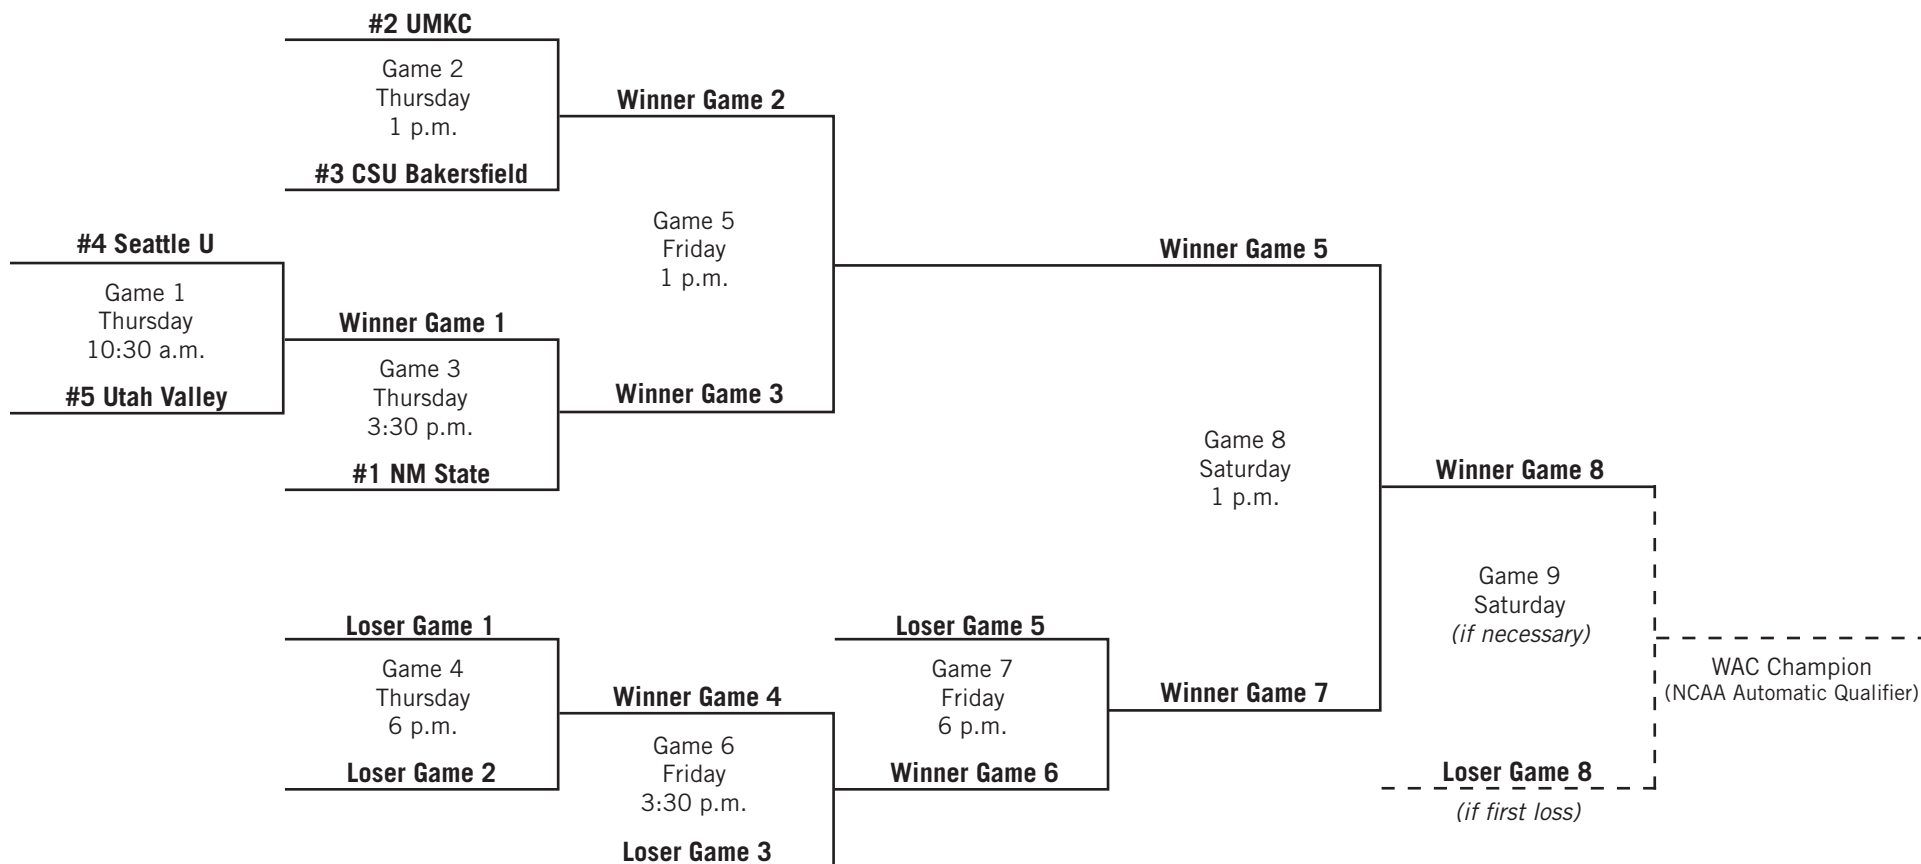 #2 UMKC
Game 2
Thursday
1 p.m.
#3 CSU Bakersfield
Winner Game 2
#4 Seattle U
Game 1
Thursday
10:30 a.m.
#5 Utah Valley
Winner Game 1
Game 3
Thursday
3:30 p.m.
#1 NM State
Game 5
Friday
1 p.m.
Winner Game 3
Winner Game 5
Game 8
Saturday
1 p.m.
Winner Game 8
Loser Game 1
Game 4
Thursday
6 p.m.
Loser Game 2
Winner Game 4
Game 6
Friday
3:30 p.m.
Loser Game 3
Loser Game 5
Game 7
Friday
6 p.m.
Winner Game 6
Winner Game 7
Game 9
Saturday
(if necessary)
Loser Game 8
(if first loss)
WAC Champion
(NCAA Automatic Qualifier)